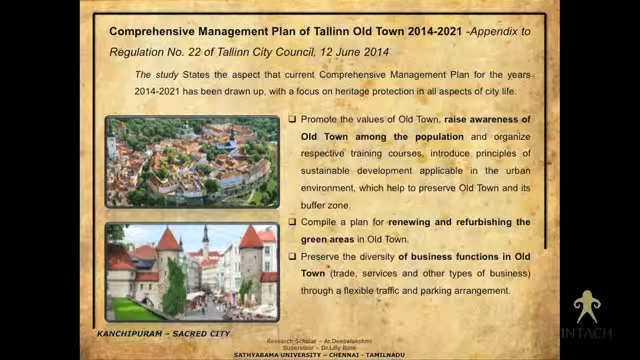 Comprehensive Management Plan of Tallinn Old Town 2014-2021 -Appendix to
Regulation No. 22 of Tallinn City Council, 12 June 2014
The study States the aspect that current Comprehensive Management Plan for the years
2014-2021 has been drawn up, with a focus on heritage protection in all aspects of city life.
❑ Promote the values of Old Town, raise awareness of
Old Town among the population and organize
respective training courses, introduce principles of
sustainable development applicable in the urban
environment, which help to preserve Old Town and its
buffer zone.
❑ Compile a plan for renewing and refurbishing the
green areas in Old Town.
❑ Preserve the diversity of business functions in Old
Town (trade, services and other types of business)
through a flexible traffic and parking arrangement.
KANCHIPURAM – SACRED CITY
Research Scholar – Ar.Deepalakshmi
Supervisor – Dr.Lilly Rose
SATHYABAMA UNIVERSITY – CHENNAI - TAMILNADU
INTACH